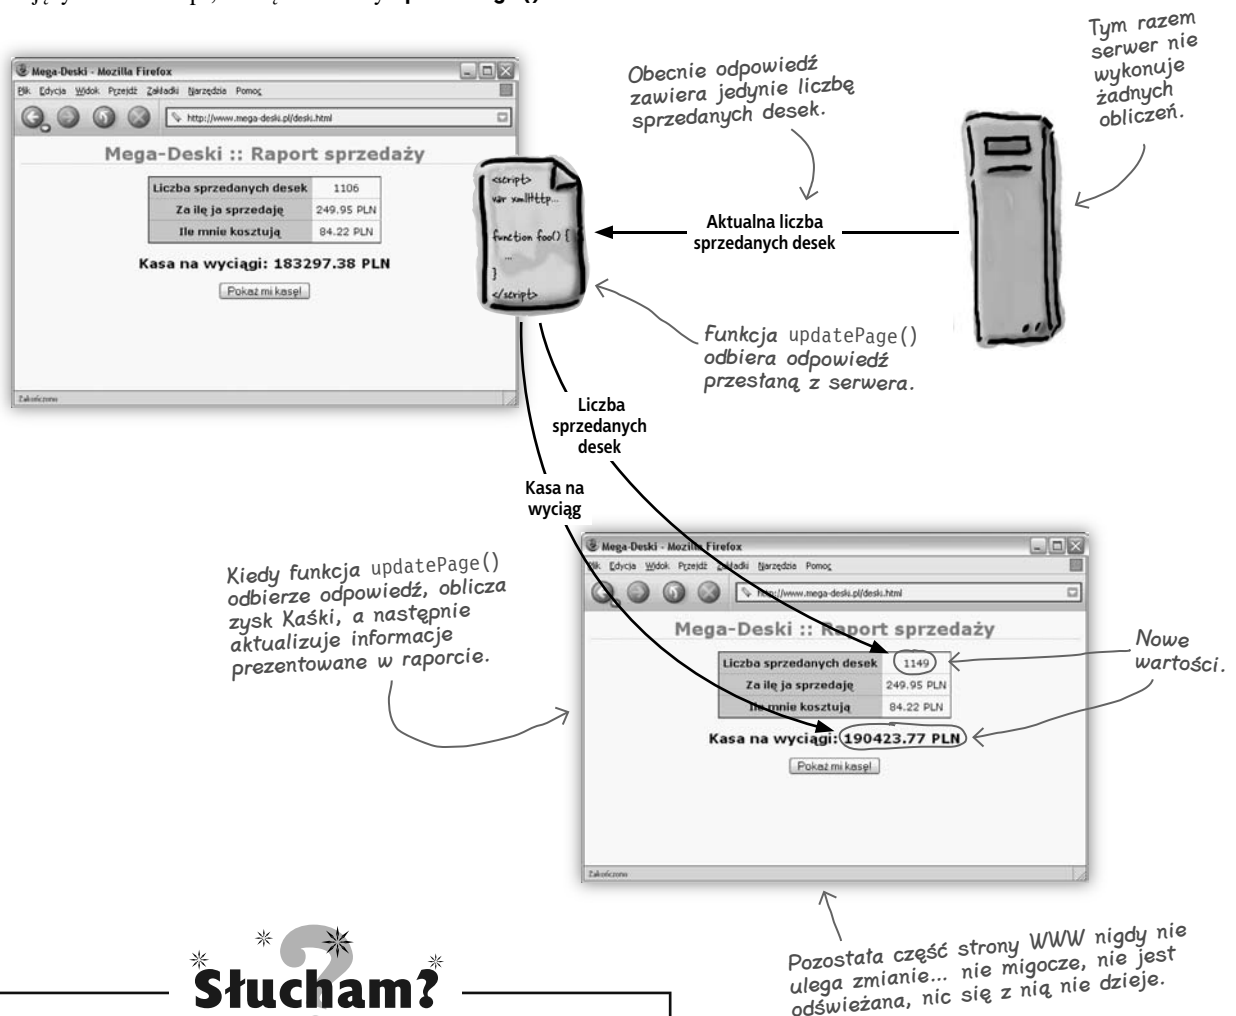 Tym razem
serwer nie
wykonuje
żadnych
obliczeń.
Obecnie odpowiedź
zawiera jedynie liczbę
sprzedanych desek.
Mega-Deski - Mozilla Firefox
Plik Edycja Widok Przejdź Zakładki Narzędzia Pomoc
http://www.mega-deski.pl/deski.html
Mega-Deski :: Raport sprzedaży
Liczba sprzedanych desek 1106
Za ilę ja sprzedaję 249.95 PLN
Ile mnie kosztują 84.22 PLN
Kasa na wyciągi: 183297.38 PLN
Pokaż mi kasę!
Zakończono
<script>
var xmlHttp...
function foo() {
...
}
</script>
Aktualna liczba
sprzedanych desek
Funkcja updatePage()
odbiera odpowiedź
przesłaną z serwera.
Liczba
sprzedanych
desek
Kasa na
wyciąg
Kiedy funkcja updatePage()
odbierze odpowiedź, oblicza
zysk Kaśki, a następnie
aktualizuje informacje
prezentowane w raporcie.
Mega-Deski - Mozilla Firefox
Plik Edycja Widok Przejdź Zakładki Narzędzia Pomoc
http://www.mega-deski.pl/deski.html
Mega-Deski :: Raport sprzedaży
Liczba sprzedanych desek 1149
Za ilę ja sprzedaję 249.95 PLN
Ile mnie kosztują 84.22 PLN
Kasa na wyciągi: 190423.77 PLN
Pokaż mi kasę!
Zakończono
Nowe
wartości.
Pozostała część strony WWW nigdy nie
ulega zmianie... nie migocze, nie jest
odświeżana, nic się z nią nie dzieje.
Słucham?